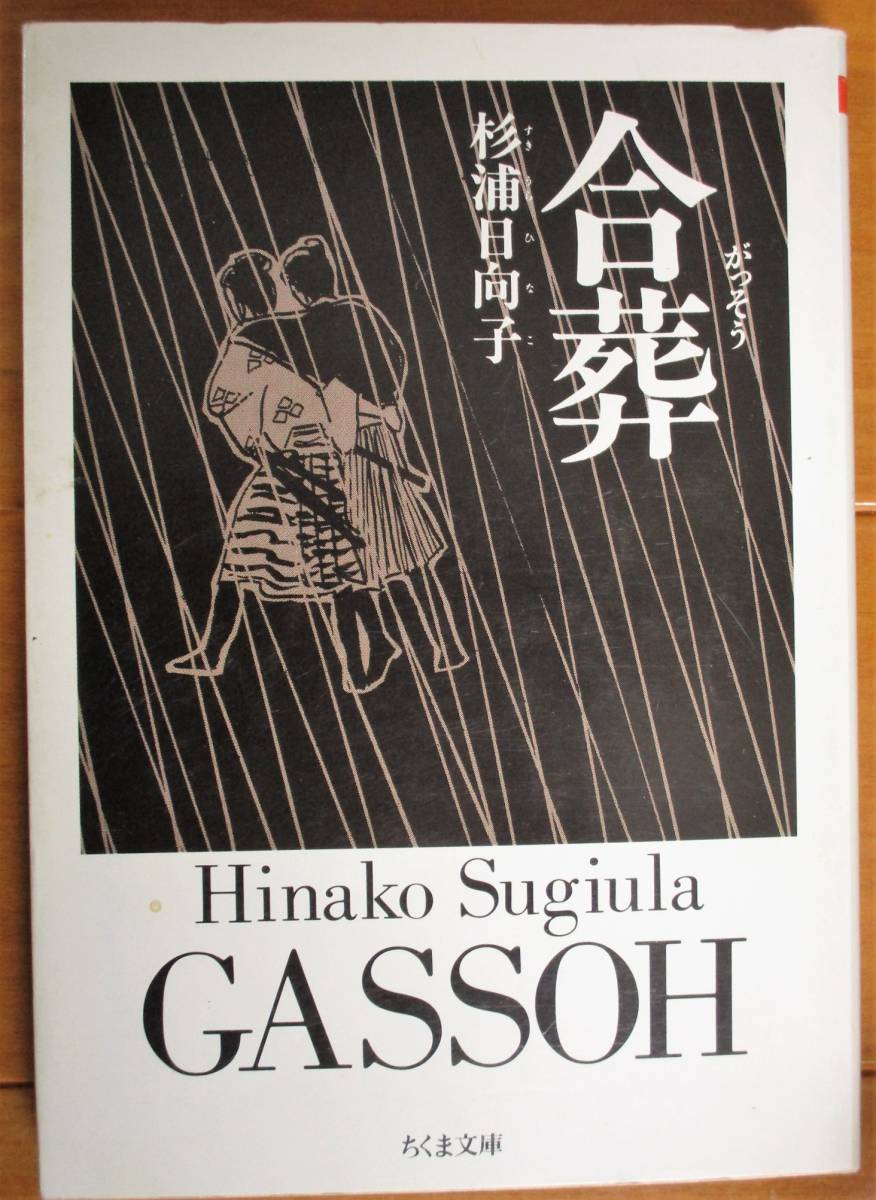 合葬
がっそう
杉浦日向子
すぎうらひなこ
Hinako Sugiula
GASSOH
ちくま文庫